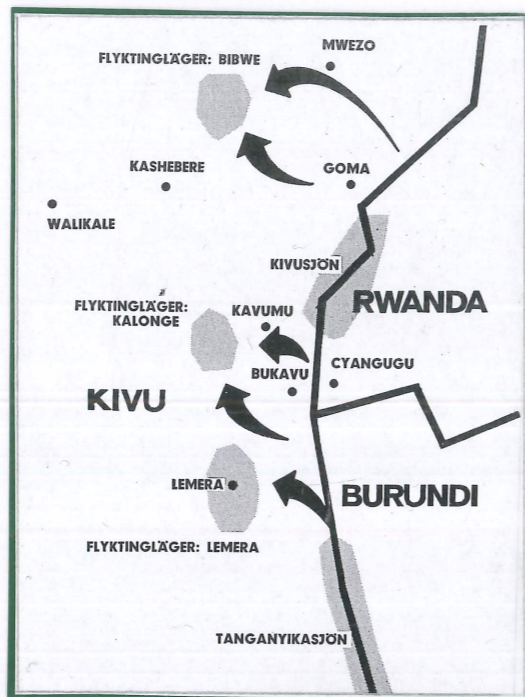 MWEZO
FLYKTINGLÄGER: BIBWE
KASHEBERE
GOMA
WALIKALE
KIVUSJÖN
FLYKTINGLÄGER:
KALONGE
KAVUMU
RWANDA
BUKAVU
CYANGUGU
KIVU
LEMERA
BURUNDI
FLYKTINGLÄGER: LEMERA
TANGANYIKASJÖN